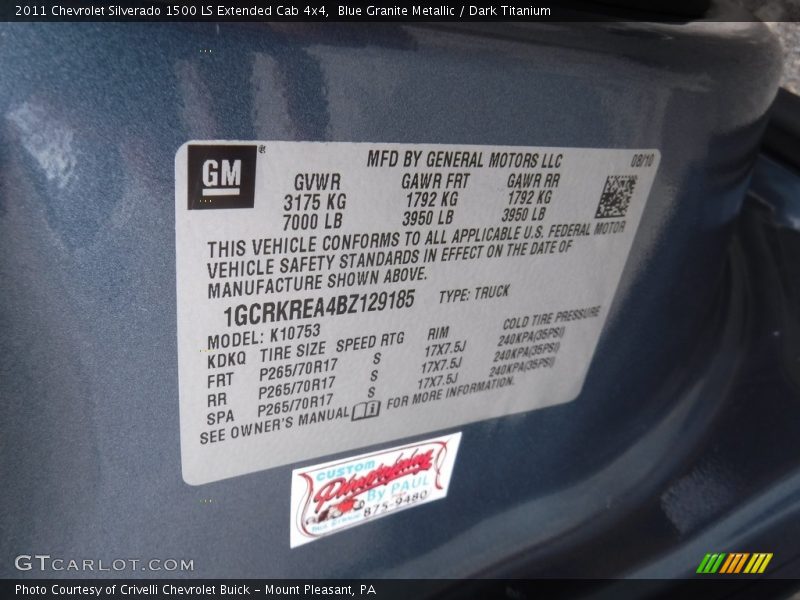 2011 Chevrolet Silverado 1500 LS Extended Cab 4x4, Blue Granite Metallic / Dark Titanium
GM
MFD BY GENERAL MOTORS LLC 08/10
GVWR GAWR FRT GAWR RR
3175 KG 1792 KG 1792 KG
7000 LB 3950 LB 3950 LB
THIS VEHICLE CONFORMS TO ALL APPLICABLE U.S. FEDERAL MOTOR
VEHICLE SAFETY STANDARDS IN EFFECT ON THE DATE OF
MANUFACTURE SHOWN ABOVE.
1GCRKREA4BZ129185 TYPE: TRUCK
MODEL: K10753
KDKQ TIRE SIZE SPEED RTG RIM COLD TIRE PRESSURE
FRT P265/70R17 S 17X7.5J 240KPA(35PSI)
RR P265/70R17 S 17X7.5J 240KPA(35PSI)
SPA P265/70R17 S 17X7.5J 240KPA(35PSI)
SEE OWNER'S MANUAL FOR MORE INFORMATION.
CUSTOM
Pinstriping
By PAUL
875-9480
GTCARLOT.COM
Photo Courtesy of Crivelli Chevrolet Buick – Mount Pleasant, PA